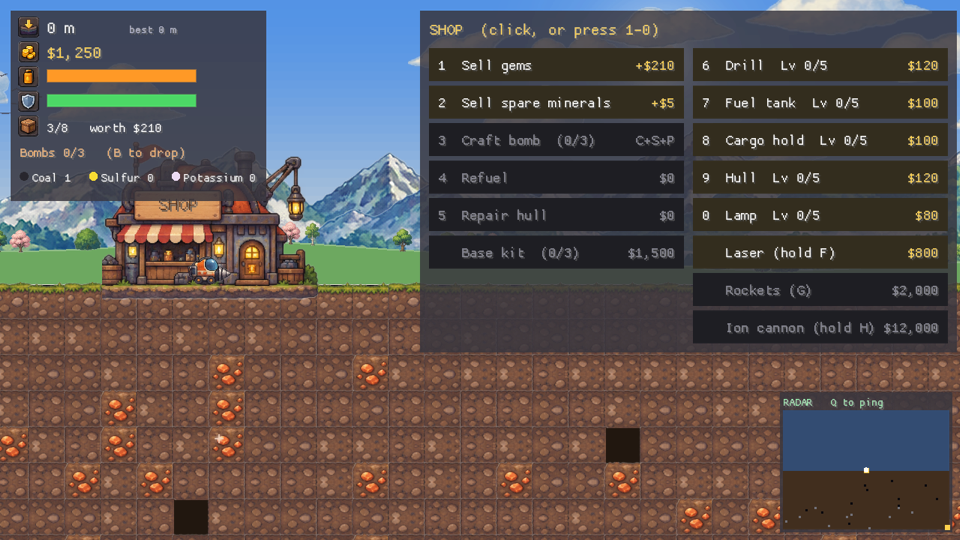 0 m best 0 m
$1,250
3/8 worth $210
Bombs 0/3 (B to drop)
Coal 1 Sulfur 0 Potassium 0
SHOP
SHOP (click, or press 1-0)
1 Sell gems +$210
2 Sell spare minerals +$5
3 Craft bomb (0/3) C+S+P
4 Refuel $0
5 Repair hull $0
Base kit (0/3) $1,500
6 Drill Lv 0/5 $120
7 Fuel tank Lv 0/5 $100
8 Cargo hold Lv 0/5 $100
9 Hull Lv 0/5 $120
0 Lamp Lv 0/5 $80
Laser (hold F) $800
Rockets (G) $2,000
Ion cannon (hold H) $12,000
RADAR Q to ping